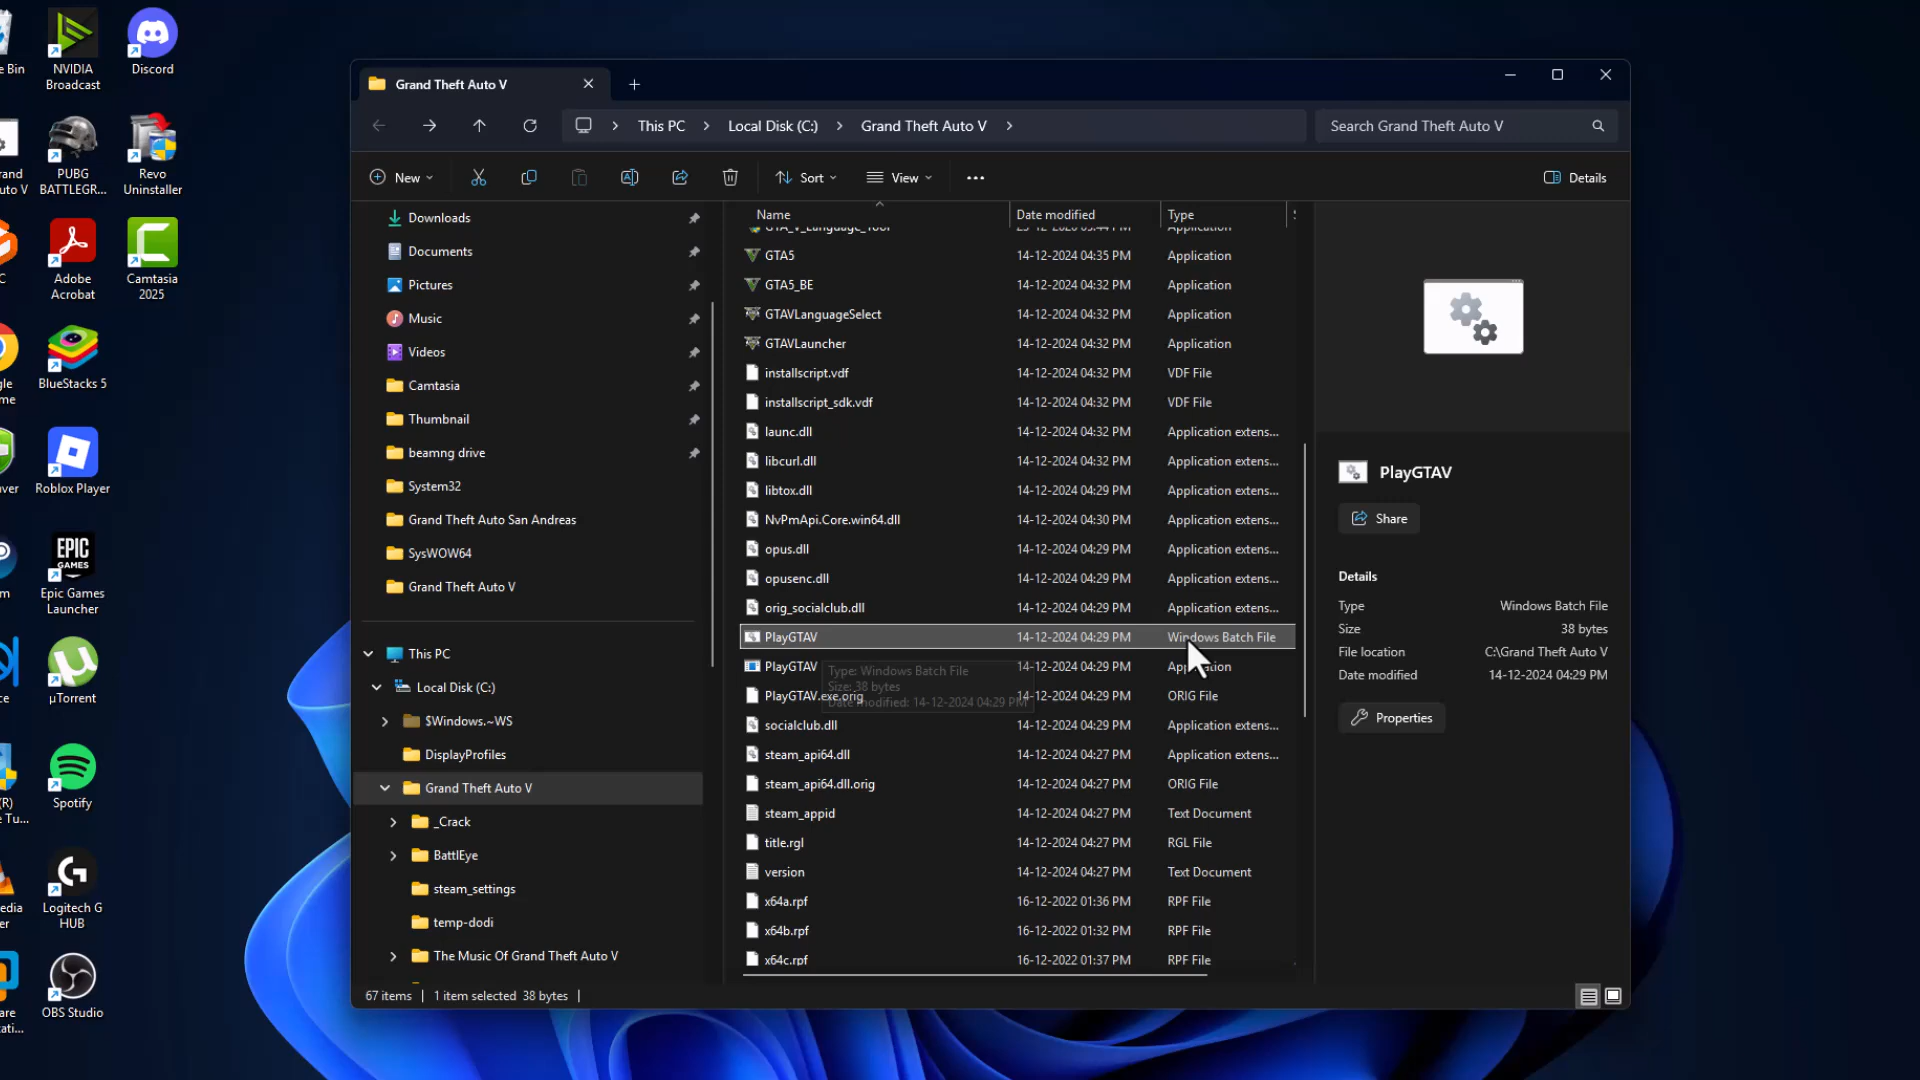 e Bin
NVIDIA
Broadcast
Discord
rand
uto V
PUBG
BATTLEGR...
Revo
Uninstaller
C
Adobe
Acrobat
Camtasia
2025
gle
me
BlueStacks 5
ver
Roblox Player
m
EPIC
GAMES
Epic Games
Launcher
ce
µTorrent
(R)
e Tu...
Spotify
edia
er
Logitech G
HUB
are
tati...
OBS Studio
Grand Theft Auto V
This PC
Local Disk (C:)
Grand Theft Auto V
Search Grand Theft Auto V
New
Sort
View
Details
Downloads
Documents
Pictures
Music
Videos
Camtasia
Thumbnail
beamng drive
System32
Grand Theft Auto San Andreas
SysWOW64
Grand Theft Auto V
This PC
Local Disk (C:)
$Windows.~WS
DisplayProfiles
Grand Theft Auto V
_Crack
BattlEye
steam_settings
temp-dodi
The Music Of Grand Theft Auto V
Name Date modified Type
GTA_V_Language_Tool Application
GTA5 14-12-2024 04:35 PM Application
GTA5_BE 14-12-2024 04:32 PM Application
GTAVLanguageSelect 14-12-2024 04:32 PM Application
GTAVLauncher 14-12-2024 04:32 PM Application
installscript.vdf 14-12-2024 04:32 PM VDF File
installscript_sdk.vdf 14-12-2024 04:32 PM VDF File
launc.dll 14-12-2024 04:32 PM Application extens...
libcurl.dll 14-12-2024 04:32 PM Application extens...
libtox.dll 14-12-2024 04:29 PM Application extens...
NvPmApi.Core.win64.dll 14-12-2024 04:30 PM Application extens...
opus.dll 14-12-2024 04:29 PM Application extens...
opusenc.dll 14-12-2024 04:29 PM Application extens...
orig_socialclub.dll 14-12-2024 04:29 PM Application extens...
PlayGTAV 14-12-2024 04:29 PM Windows Batch File
PlayGTAV 14-12-2024 04:29 PM Application
Type: Windows Batch File
Size: 38 bytes
Date modified: 14-12-2024 04:29 PM
PlayGTAV.exe.orig ORIG File
socialclub.dll 14-12-2024 04:29 PM Application extens...
steam_api64.dll 14-12-2024 04:27 PM Application extens...
steam_api64.dll.orig 14-12-2024 04:27 PM ORIG File
steam_appid 14-12-2024 04:27 PM Text Document
title.rgl 14-12-2024 04:27 PM RGL File
version 14-12-2024 04:27 PM Text Document
x64a.rpf 16-12-2022 01:36 PM RPF File
x64b.rpf 16-12-2022 01:32 PM RPF File
x64c.rpf 16-12-2022 01:37 PM RPF File
PlayGTAV
Share
Details
Type Windows Batch File
Size 38 bytes
File location C:\Grand Theft Auto V
Date modified 14-12-2024 04:29 PM
Properties
67 items 1 item selected 38 bytes